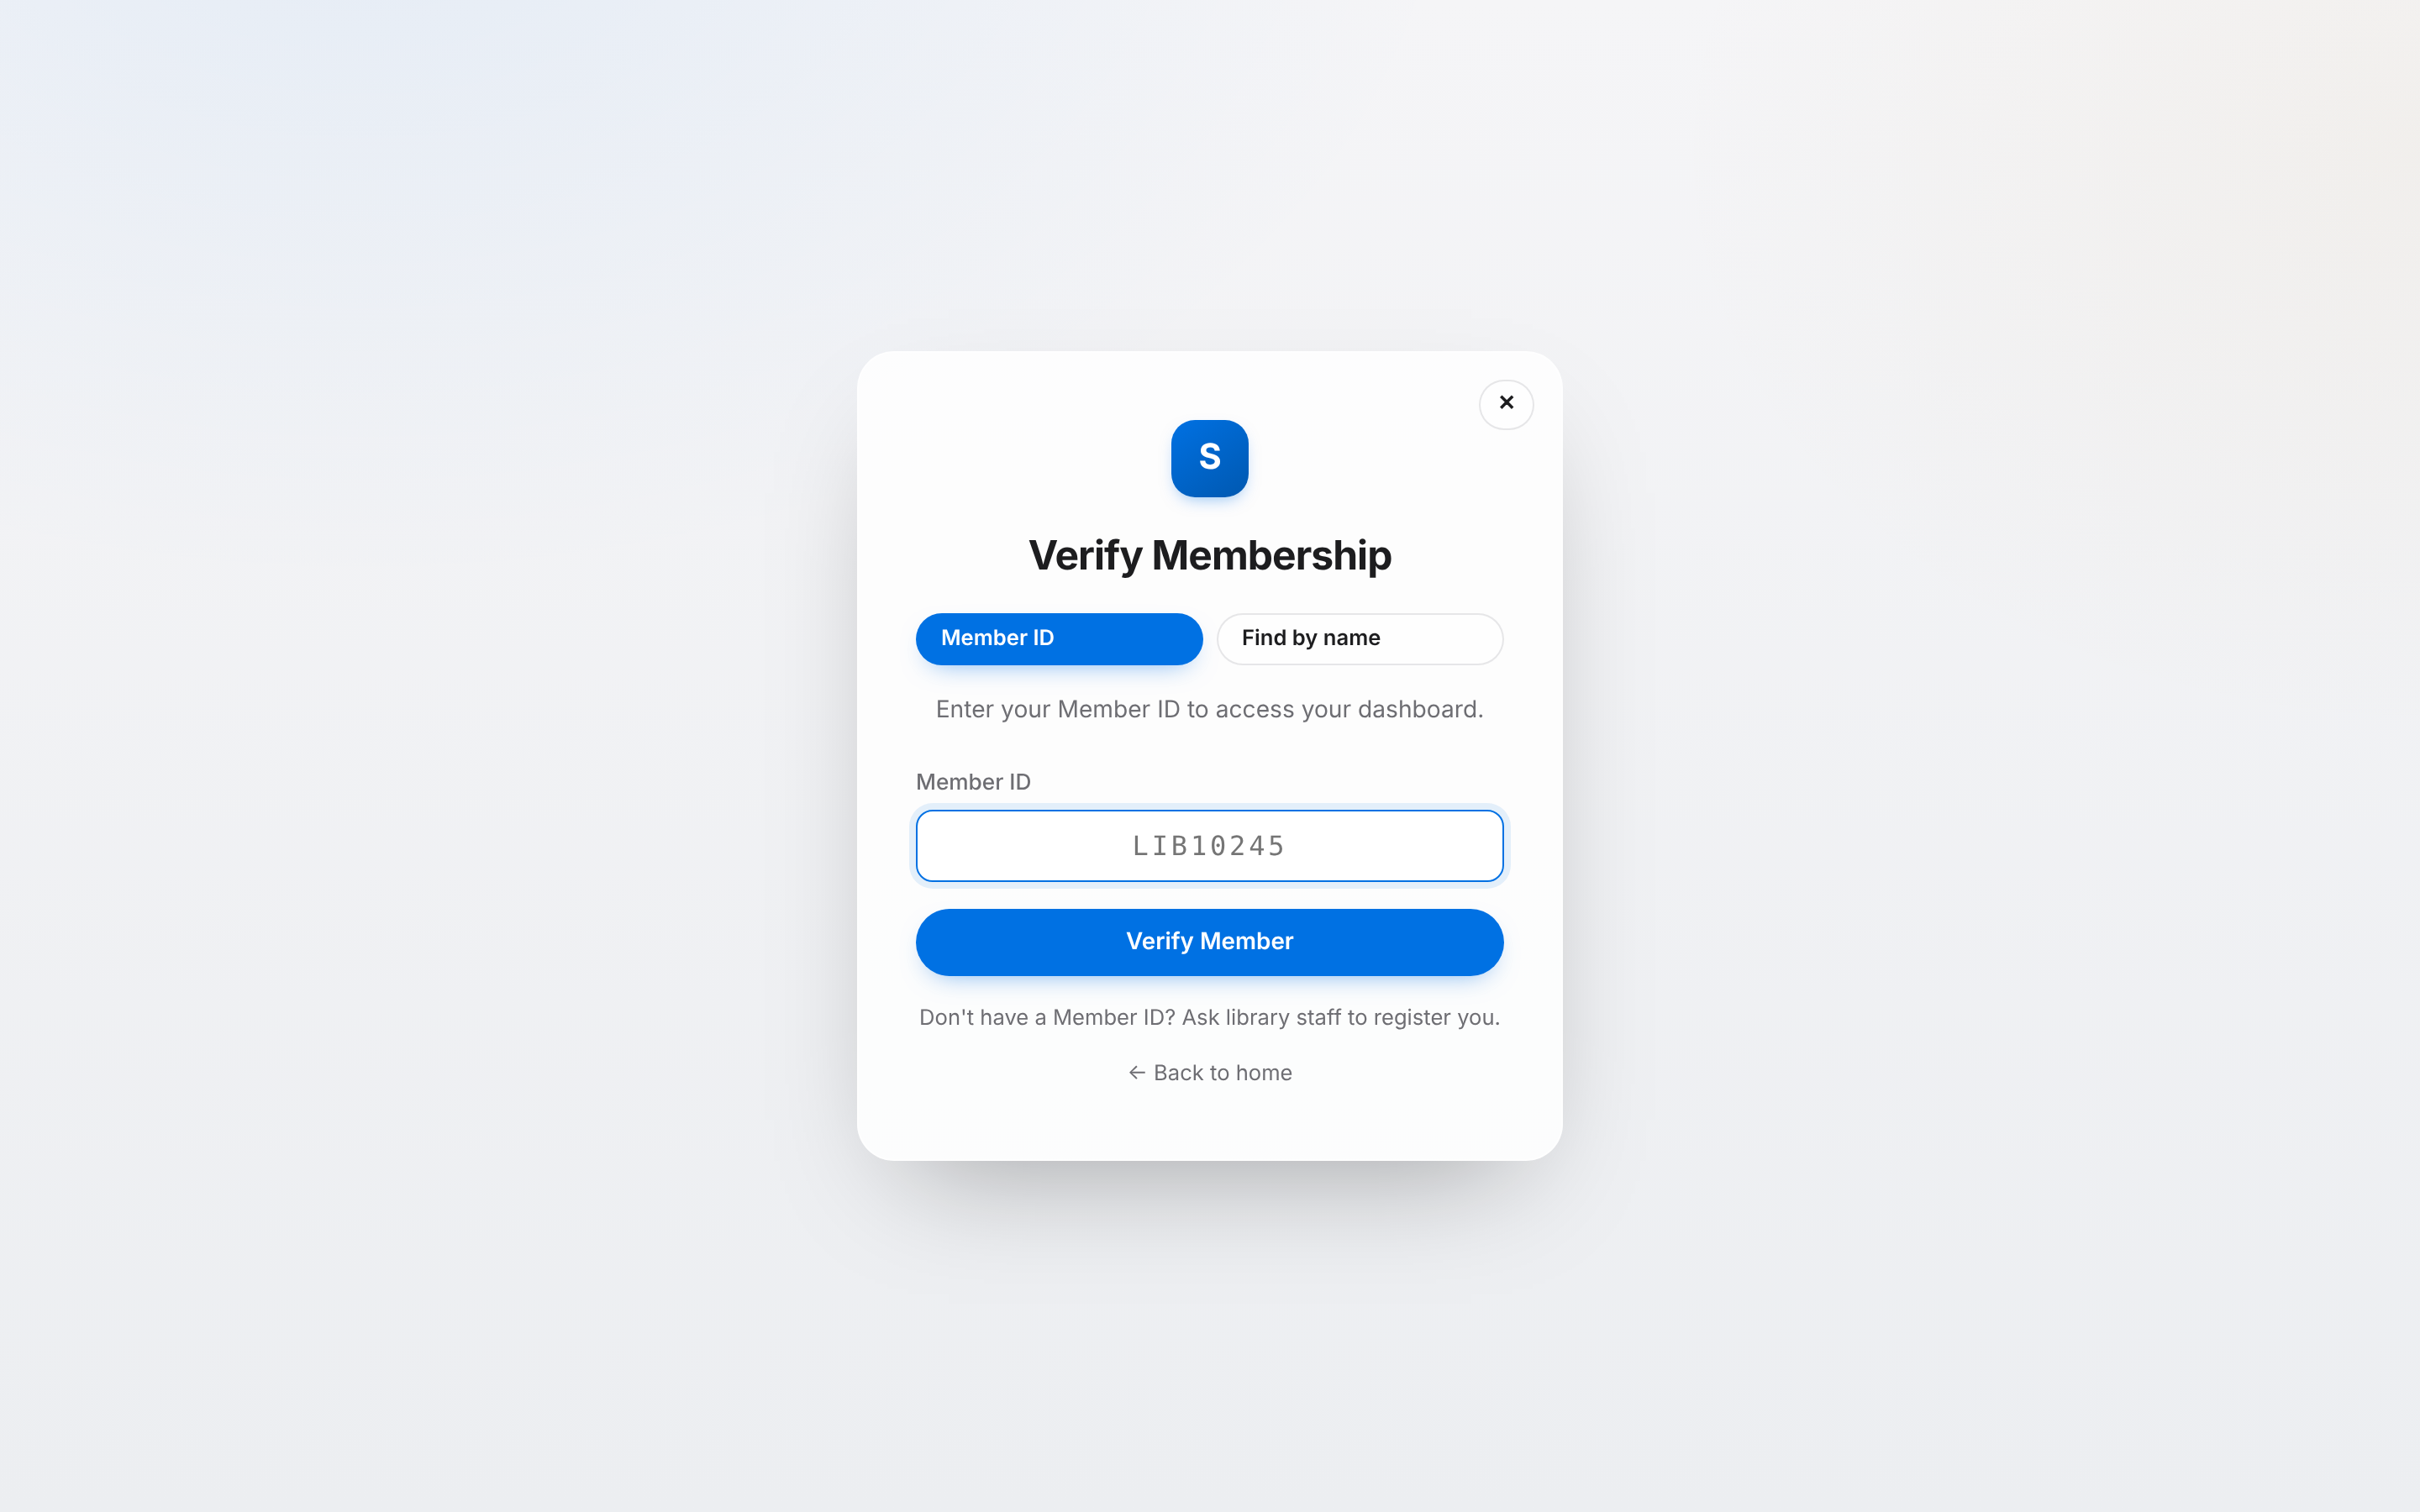 ✕
S
Verify Membership
Member ID
Find by name
Enter your Member ID to access your dashboard.
Member ID
LIB10245
Verify Member
Don't have a Member ID? Ask library staff to register you.
← Back to home